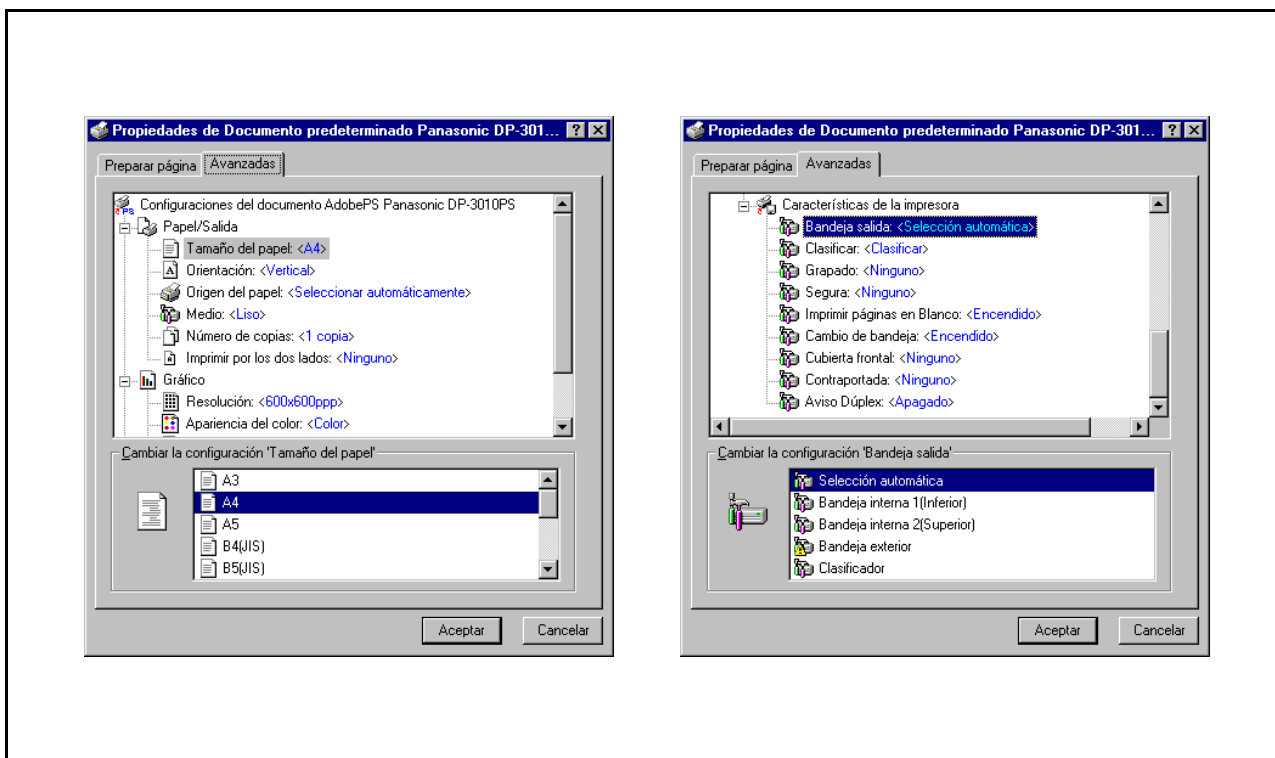 Propiedades de Documento predeterminado Panasonic DP-301...
Preparar página
Avanzadas
Configuraciones del documento AdobePS Panasonic DP-3010PS
Papel/Salida
Tamaño del papel: <A4>
Orientación: <Vertical>
Origen del papel: <Seleccionar automáticamente>
Medio: <Liso>
Número de copias: <1 copia>
Imprimir por los dos lados: <Ninguno>
Gráfico
Resolución: <600x600ppp>
Apariencia del color: <Color>
Cambiar la configuración 'Tamaño del papel'
A3
A4
A5
B4(JIS)
B5(JIS)
Aceptar
Cancelar
Propiedades de Documento predeterminado Panasonic DP-301...
Preparar página
Avanzadas
Características de la impresora
Bandeja salida: <Selección automática>
Clasificar: <Clasificar>
Grapado: <Ninguno>
Segura: <Ninguno>
Imprimir páginas en Blanco: <Encendido>
Cambio de bandeja: <Encendido>
Cubierta frontal: <Ninguno>
Contraportada: <Ninguno>
Aviso Dúplex: <Apagado>
Cambiar la configuración 'Bandeja salida'
Selección automática
Bandeja interna 1(Inferior)
Bandeja interna 2(Superior)
Bandeja exterior
Clasificador
Aceptar
Cancelar